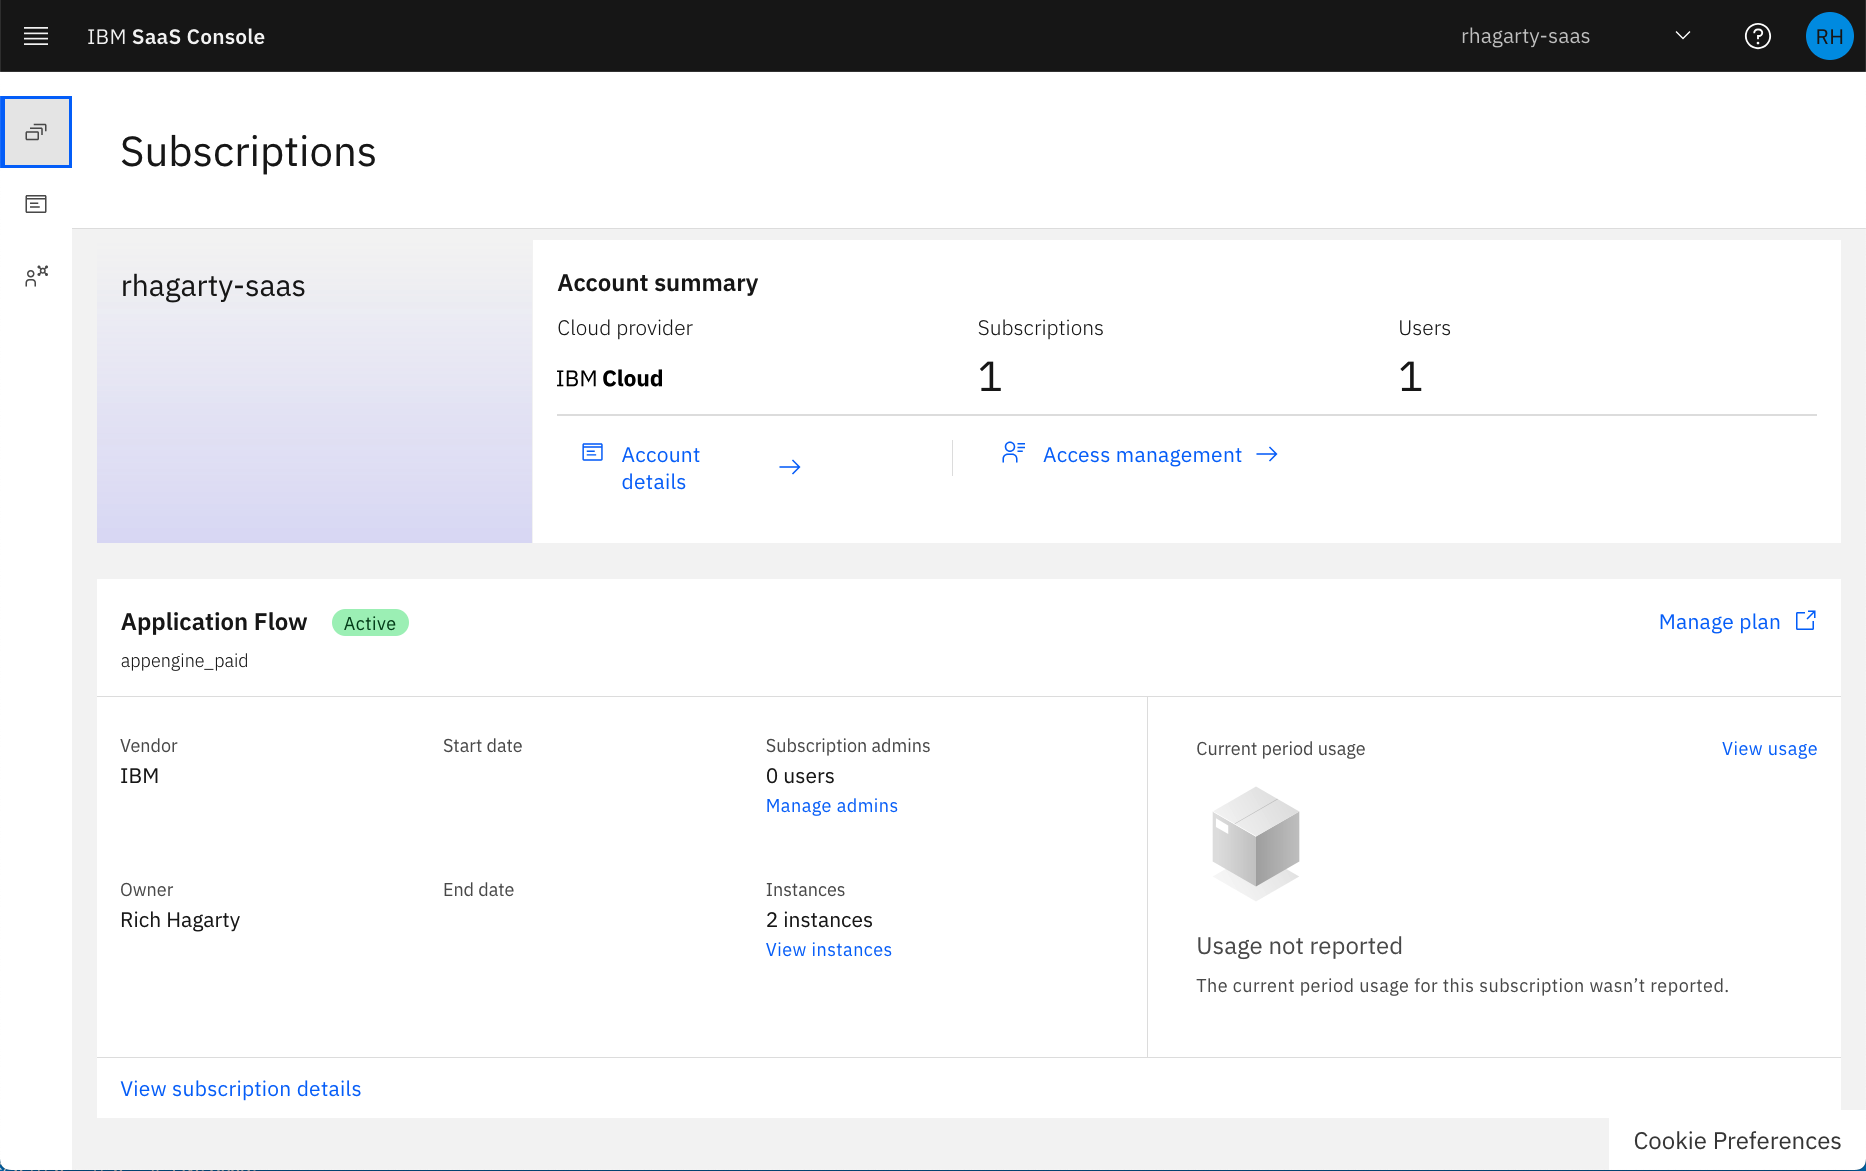 IBM SaaS Console
rhagarty-saas
RH
Subscriptions
rhagarty-saas
Account summary
Cloud provider
Subscriptions
Users
IBM Cloud
1
1
Account
details
Access management
Application Flow
Active
Manage plan
appengine_paid
Vendor
IBM
Start date
Subscription admins
0 users
Manage admins
Current period usage
View usage
Owner
Rich Hagarty
End date
Instances
2 instances
View instances
Usage not reported
The current period usage for this subscription wasn’t reported.
View subscription details
Cookie Preferences